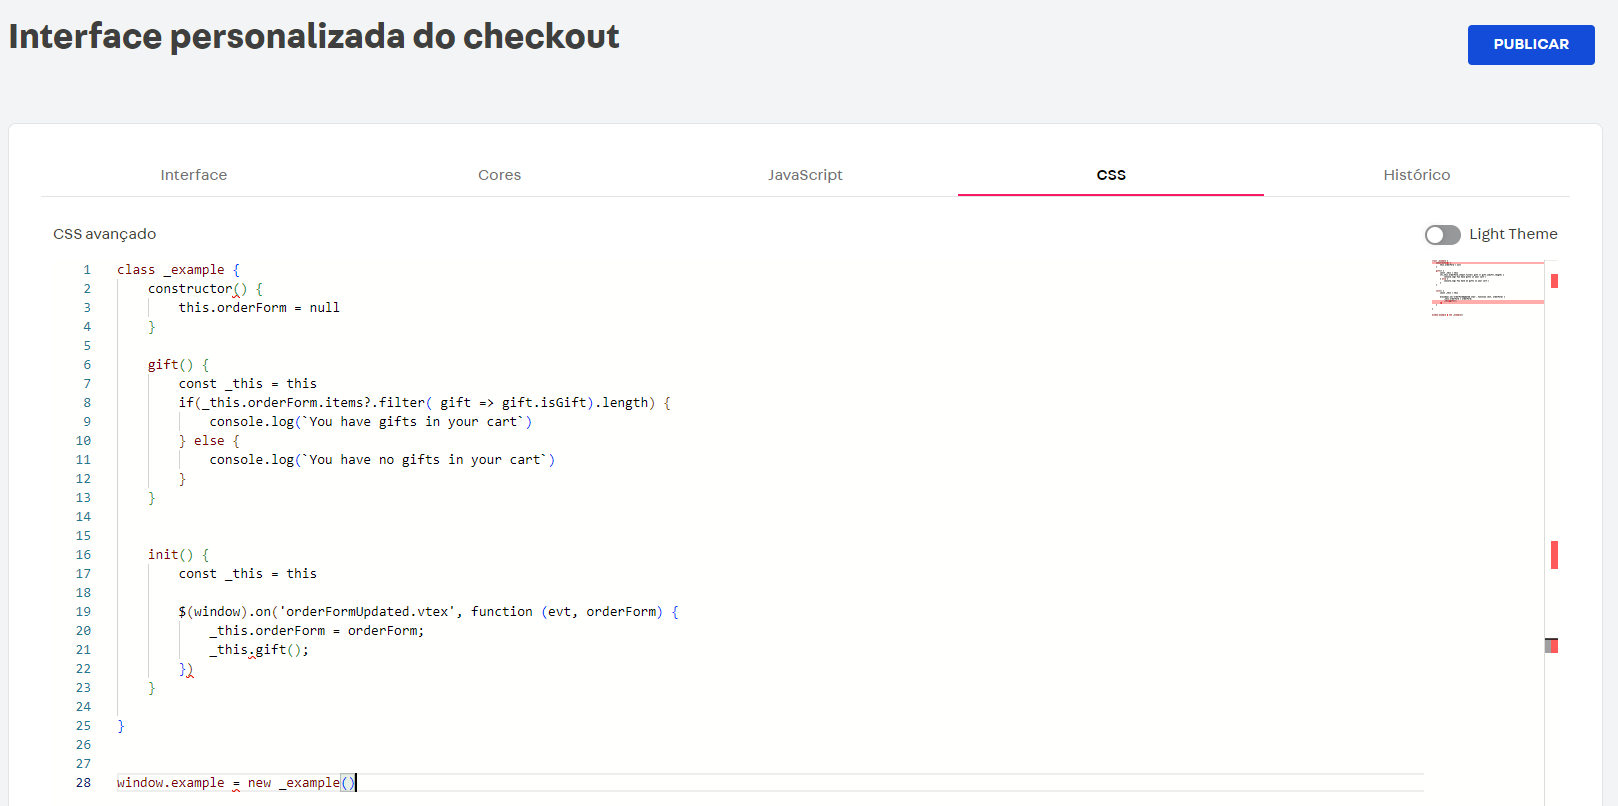 Interface personalizada do checkout
PUBLICAR
Interface
Cores
JavaScript
CSS
Histórico
CSS avançado
Light Theme
1 class _example {
2 constructor() {
3 this.orderForm = null
4 }
5
6 gift() {
7 const _this = this
8 if(_this.orderForm.items?.filter( gift => gift.isGift).length) {
9 console.log(`You have gifts in your cart`)
10 } else {
11 console.log(`You have no gifts in your cart`)
12 }
13 }
14
15
16 init() {
17 const _this = this
18
19 $(window).on('orderFormUpdated.vtex', function (evt, orderForm) {
20 _this.orderForm = orderForm;
21 _this.gift();
22 })
23 }
24
25 }
26
27
28 window.example = new _example()